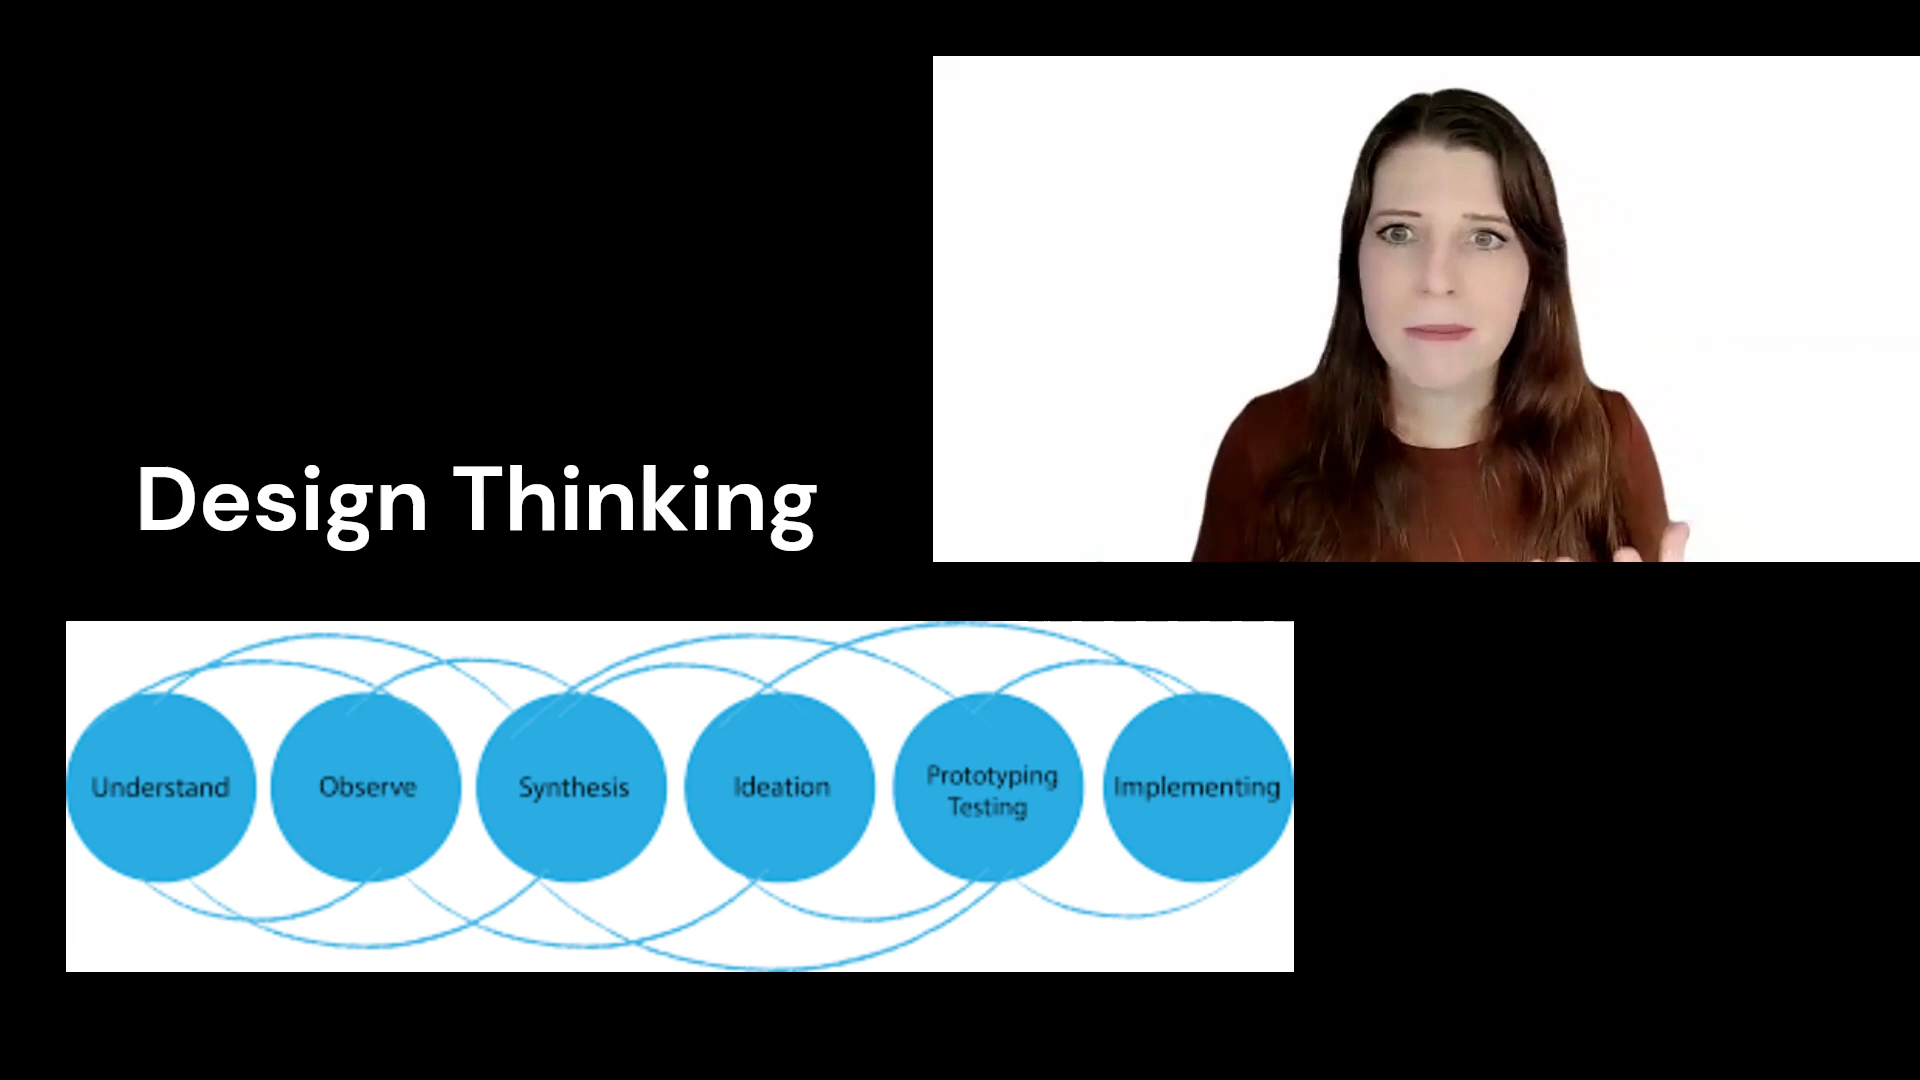 Design Thinking
Understand
Observe
Synthesis
Ideation
Prototyping
Testing
Implementing